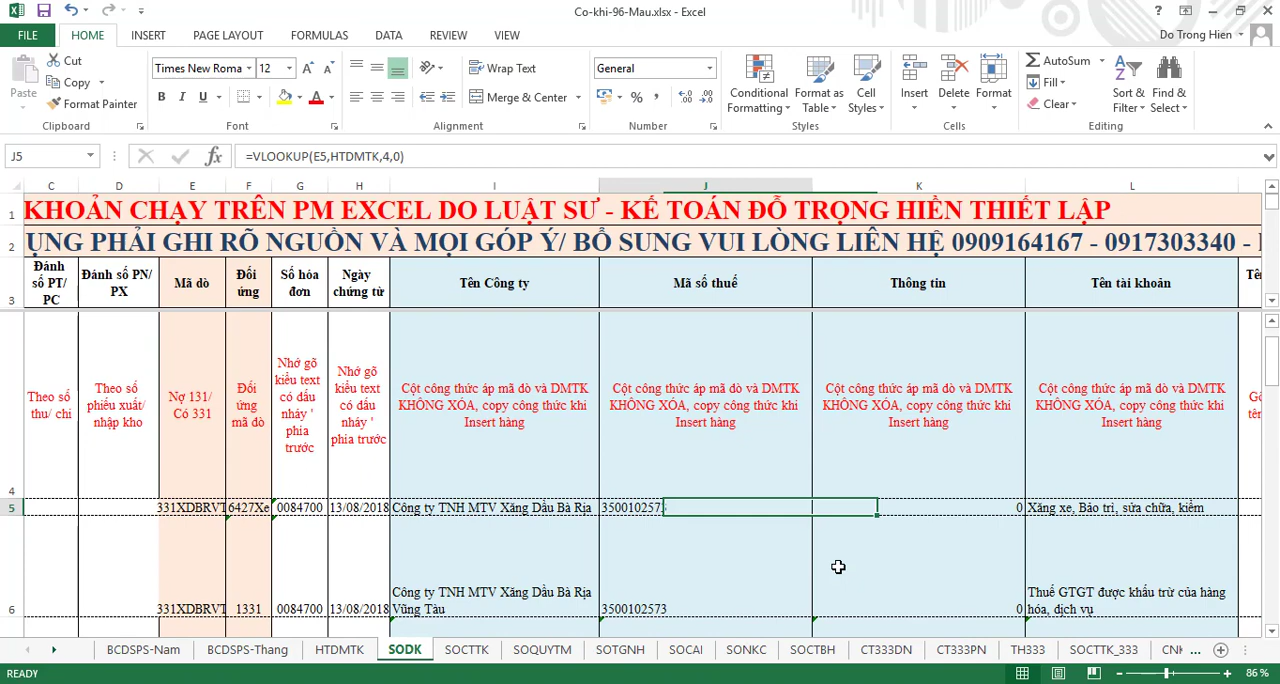 Co-khi-96-Mau.xlsx - Excel
?
FILE HOME INSERT PAGE LAYOUT FORMULAS DATA REVIEW VIEW Do Trong Hien
Paste Cut
Copy
Format Painter
Clipboard
Times New Roma 12
B I U
Font
Wrap Text
Merge & Center
Alignment
General
%
Number
Conditional Formatting
Format as Table
Cell Styles
Styles
Insert Delete Format
Cells
AutoSum
Fill
Clear
Sort & Filter
Find & Select
Editing
J5 fx =VLOOKUP(E5,HTDMTK,4,0)
C D E F G H I J K L
1 KHOẢN CHẠY TRÊN PM EXCEL DO LUẬT SƯ - KẾ TOÁN ĐỖ TRỌNG HIỀN THIẾT LẬP
2 ỤNG PHẢI GHI RÕ NGUỒN VÀ MỌI GÓP Ý/ BỔ SUNG VUI LÒNG LIÊN HỆ 0909164167 - 0917303340 -
3 Đánh số PT/ PC
Đánh số PN/ PX
Mã dò
Đối ứng
Số hóa đơn
Ngày chứng từ
Tên Công ty
Mã số thuế
Thông tin
Tên tài khoản
4 Theo số thu/ chi
Theo số phiếu xuất/ nhập kho
Nợ 131/ Có 331
Đối ứng mã dò
Nhớ gõ kiểu text có dấu nháy ' phía trước
Nhớ gõ kiểu text có dấu nháy ' phía trước
Cột công thức áp mã dò và DMTK KHÔNG XÓA, copy công thức khi Insert hàng
Cột công thức áp mã dò và DMTK KHÔNG XÓA, copy công thức khi Insert hàng
Cột công thức áp mã dò và DMTK KHÔNG XÓA, copy công thức khi Insert hàng
Cột công thức áp mã dò và DMTK KHÔNG XÓA, copy công thức khi Insert hàng
5 331XDBRVT 6427Xe 0084700 13/08/2018 Công ty TNH MTV Xăng Dầu Bà Rịa 3500102573 0 Xăng xe, Bảo trì, sửa chữa, kiểm
6 331XDBRVT 1331 0084700 13/08/2018 Công ty TNH MTV Xăng Dầu Bà Rịa Vũng Tàu 3500102573 0 Thuế GTGT được khấu trừ của hàng hóa, dịch vụ
BCDSPS-Nam BCDSPS-Thang HTDMTK SODK SOCTTK SOQUYTM SOTGNH SOCAI SONKC SOCTBH CT333DN CT333PN TH333 SOCTTK_333 ...
READY 86 %